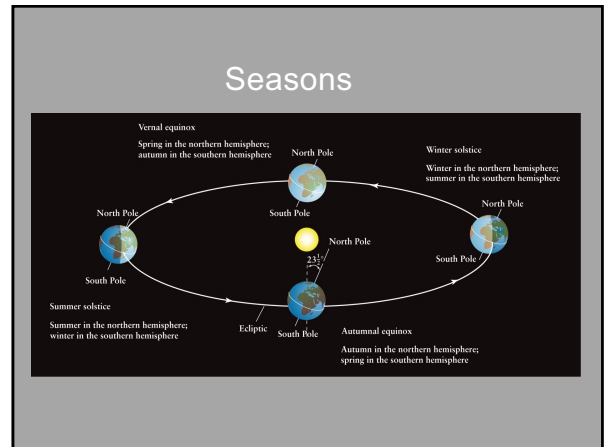 Seasons
Vernal equinox
Spring in the northern hemisphere;
autumn in the southern hemisphere
North Pole
South Pole
Winter solstice
Winter in the northern hemisphere;
summer in the southern hemisphere
North Pole
South Pole
North Pole
South Pole
North Pole
23½°
South Pole
Summer solstice
Summer in the northern hemisphere;
winter in the southern hemisphere
Ecliptic
Autumnal equinox
Autumn in the northern hemisphere;
spring in the southern hemisphere